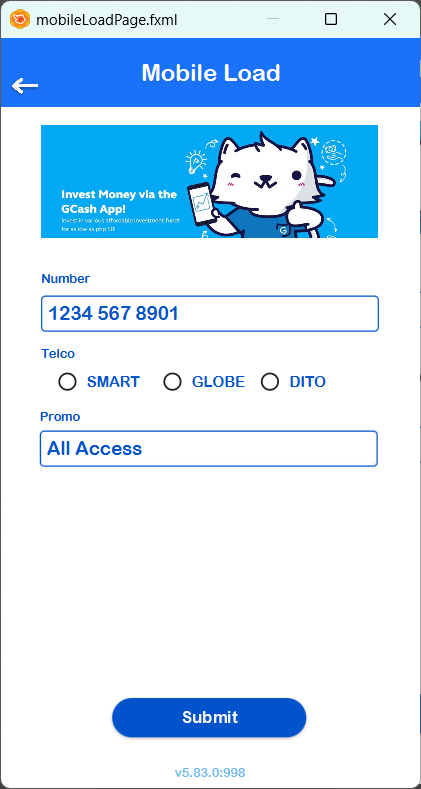 mobileLoadPage.fxml
Mobile Load
Invest Money via the
GCash App!
Invest in various affordable investment funds
for as low as php 50!
G
Number
1234 567 8901
Telco
SMART GLOBE DITO
Promo
All Access
Submit
v5.83.0:998